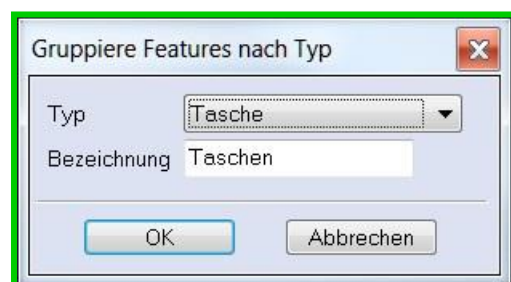 Gruppiere Features nach Typ
Typ Tasche
Bezeichnung Taschen
OK Abbrechen